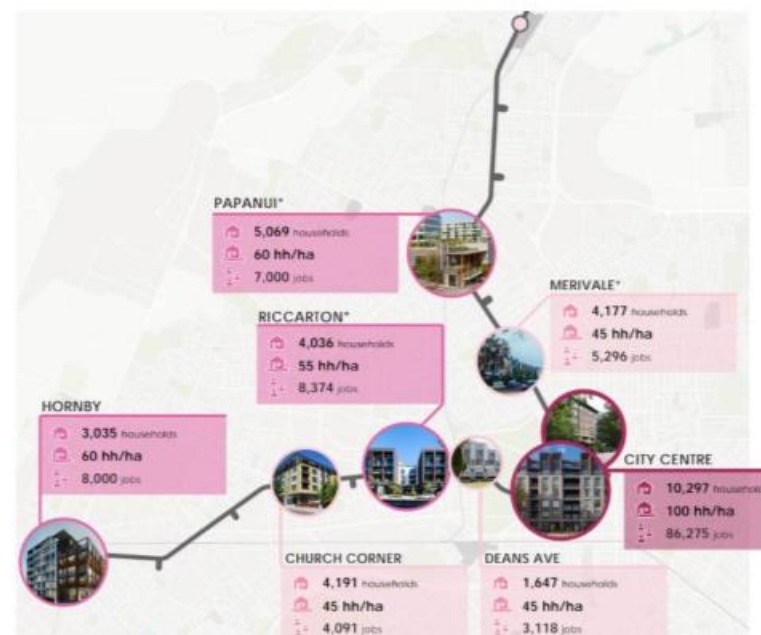 PAPANUI*
5,069 households
60 hh/ha
7,000 jobs
MERIVALE*
4,177 households
45 hh/ha
5,296 jobs
RICCARTON*
4,036 households
55 hh/ha
8,374 jobs
HORNBY
3,035 households
60 hh/ha
8,000 jobs
CITY CENTRE
10,297 household
100 hh/ha
86,275 jobs
CHURCH CORNER
4,191 households
45 hh/ha
4,091 jobs
DEANS AVE
1,647 households
45 hh/ha
3,118 jobs